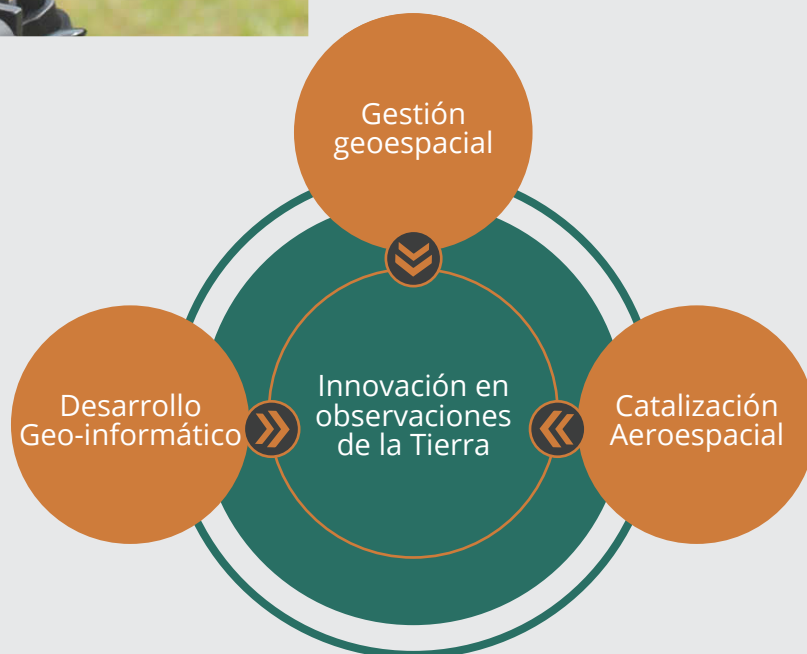 Gestión
geoespacial
Desarrollo
Geo-informático
Innovación en
observaciones
de la Tierra
Catalización
Aeroespacial